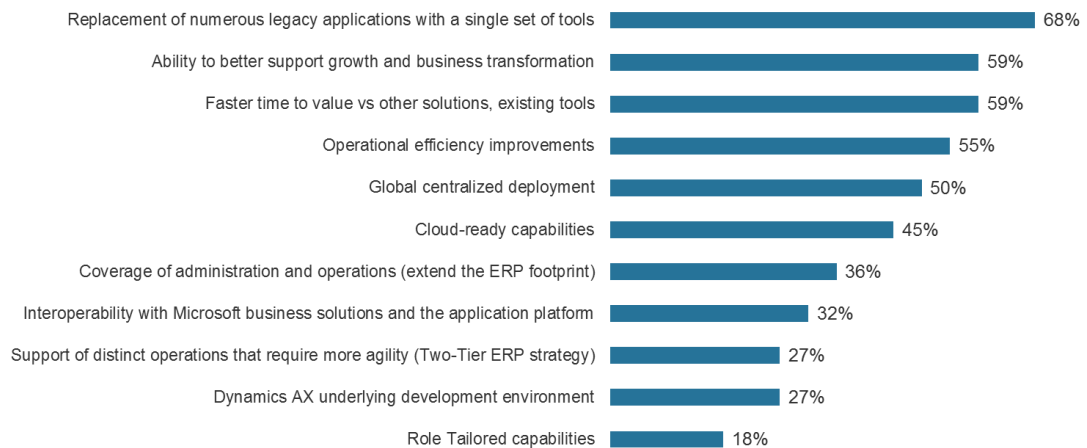 Replacement of numerous legacy applications with a single set of tools 68%
Ability to better support growth and business transformation 59%
Faster time to value vs other solutions, existing tools 59%
Operational efficiency improvements 55%
Global centralized deployment 50%
Cloud-ready capabilities 45%
Coverage of administration and operations (extend the ERP footprint) 36%
Interoperability with Microsoft business solutions and the application platform 32%
Support of distinct operations that require more agility (Two-Tier ERP strategy) 27%
Dynamics AX underlying development environment 27%
Role Tailored capabilities 18%